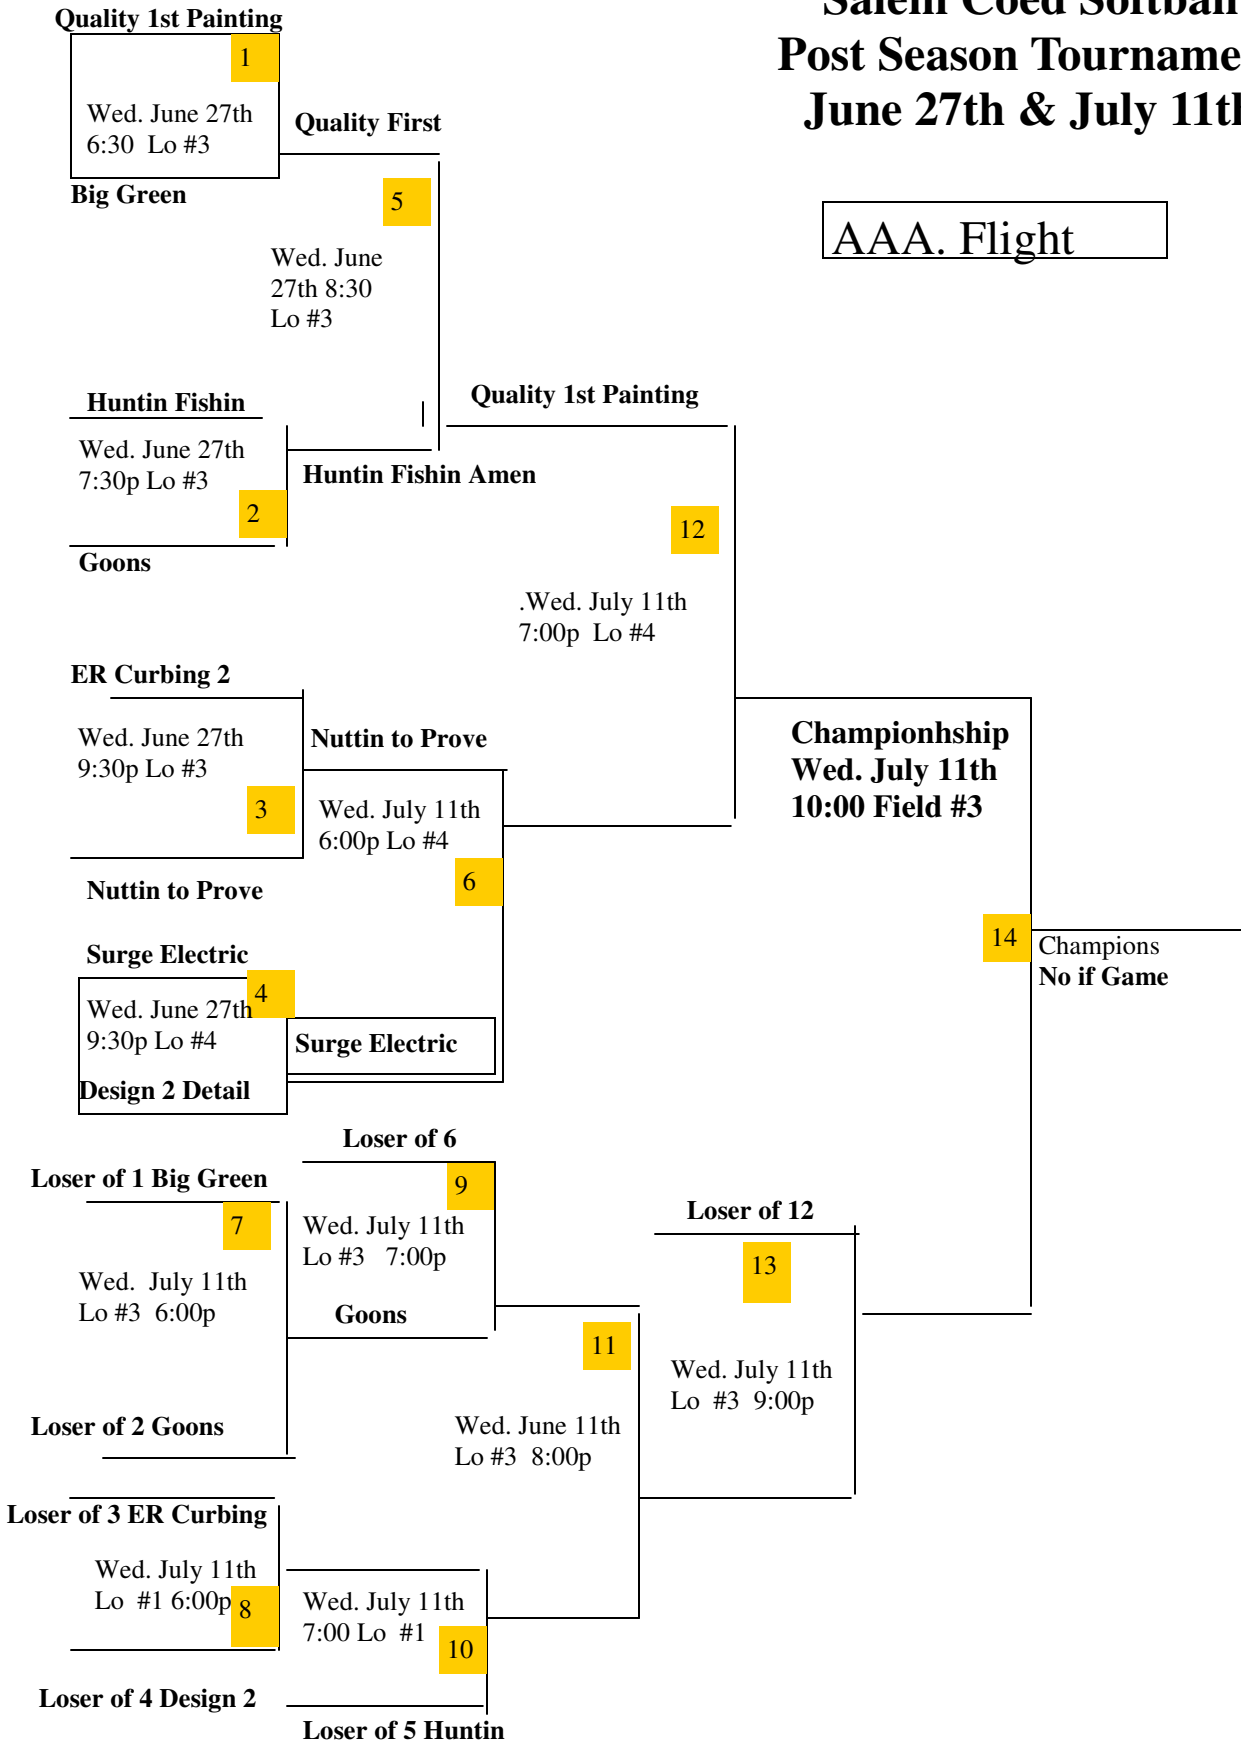 Quality 1st Painting
1
Wed. June 27th
6:30 Lo #3
Big Green
Quality First
5
Wed. June
27th 8:30
Lo #3
Post Season Tourname
June 27th & July 11th
AAA. Flight
Huntin Fishin
Wed. June 27th
7:30p Lo #3
2
Goons
Huntin Fishin Amen
Quality 1st Painting
12
.Wed. July 11th
7:00p Lo #4
ER Curbing 2
Wed. June 27th
9:30p Lo #3
3
Nuttin to Prove
Nuttin to Prove
Wed. July 11th
6:00p Lo #4
6
Championhship
Wed. July 11th
10:00 Field #3
14
Champions
No if Game
Surge Electric
4
Wed. June 27th
9:30p Lo #4
Design 2 Detail
Surge Electric
Loser of 6
9
Wed. July 11th
Lo #3 7:00p
Goons
Loser of 1 Big Green
7
Wed. July 11th
Lo #3 6:00p
Loser of 2 Goons
11
Wed. June 11th
Lo #3 8:00p
Loser of 12
13
Wed. July 11th
Lo #3 9:00p
Loser of 3 ER Curbing
Wed. July 11th
Lo #1 6:00p
8
Loser of 4 Design 2
Wed. July 11th
7:00 Lo #1
10
Loser of 5 Huntin